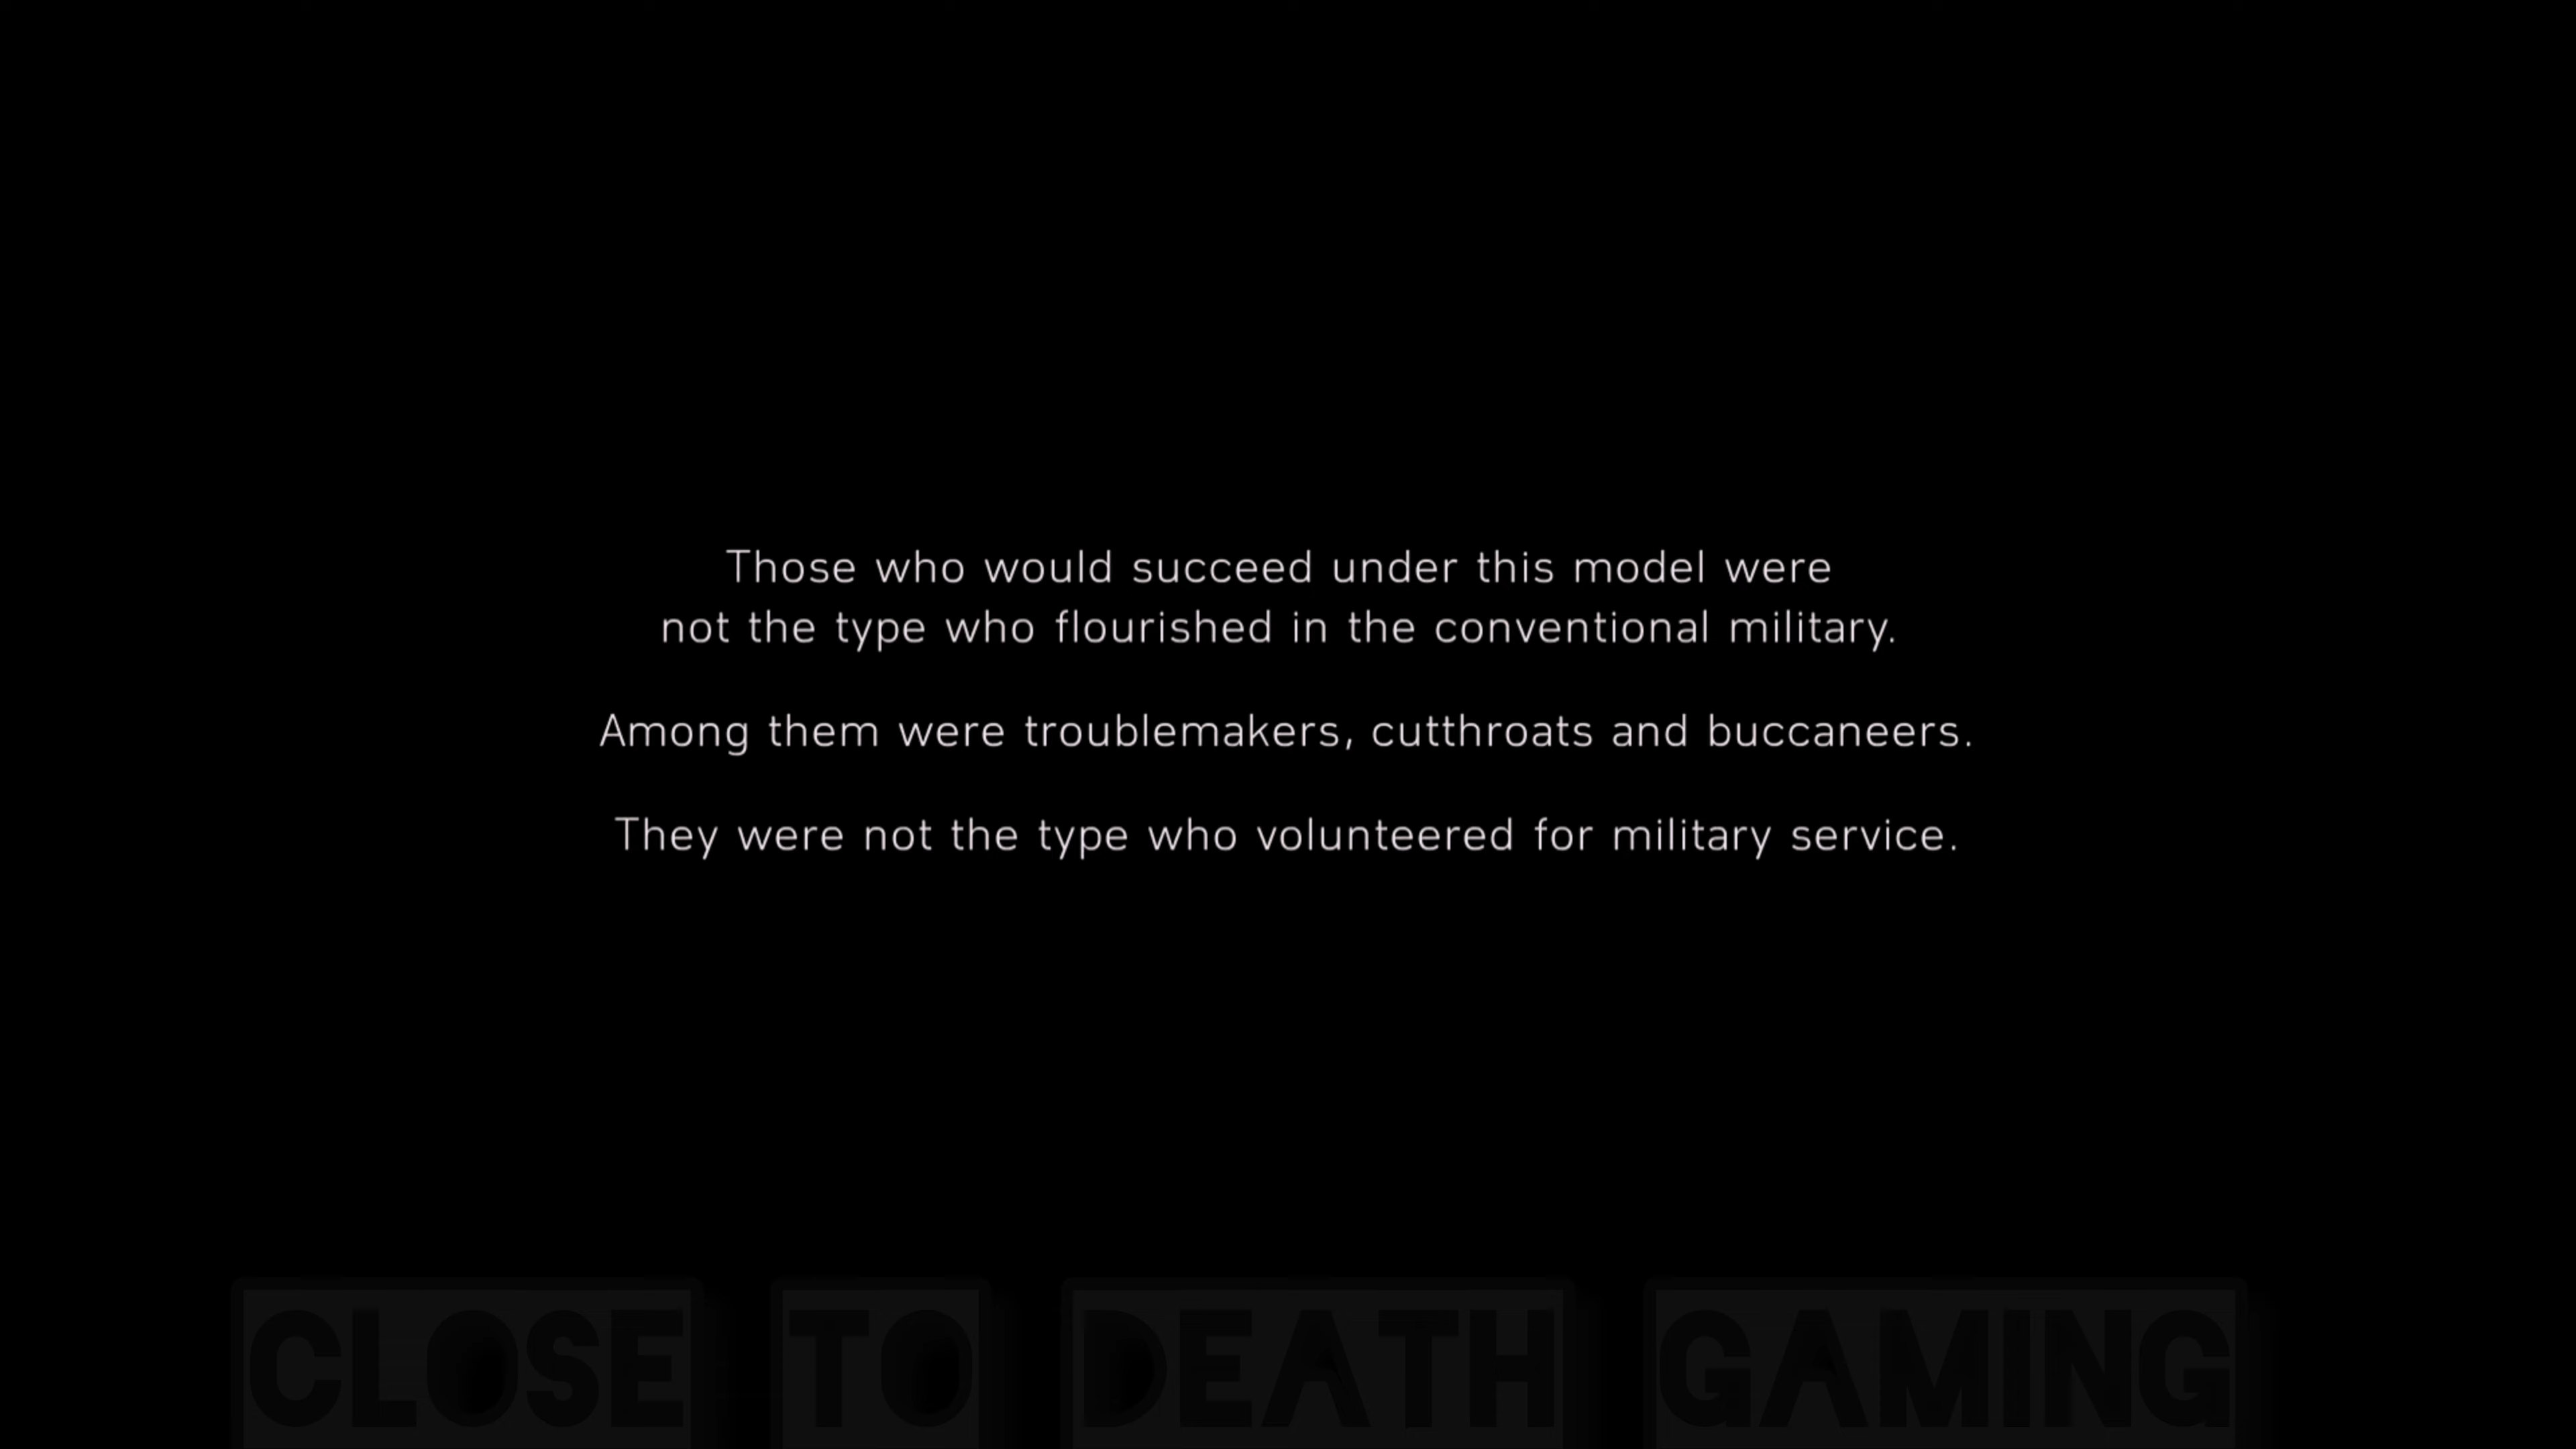 Those who would succeed under this model were
not the type who flourished in the conventional military.
Among them were troublemakers, cutthroats and buccaneers.
They were not the type who volunteered for military service.
CLOSE TO DEATH GAMING